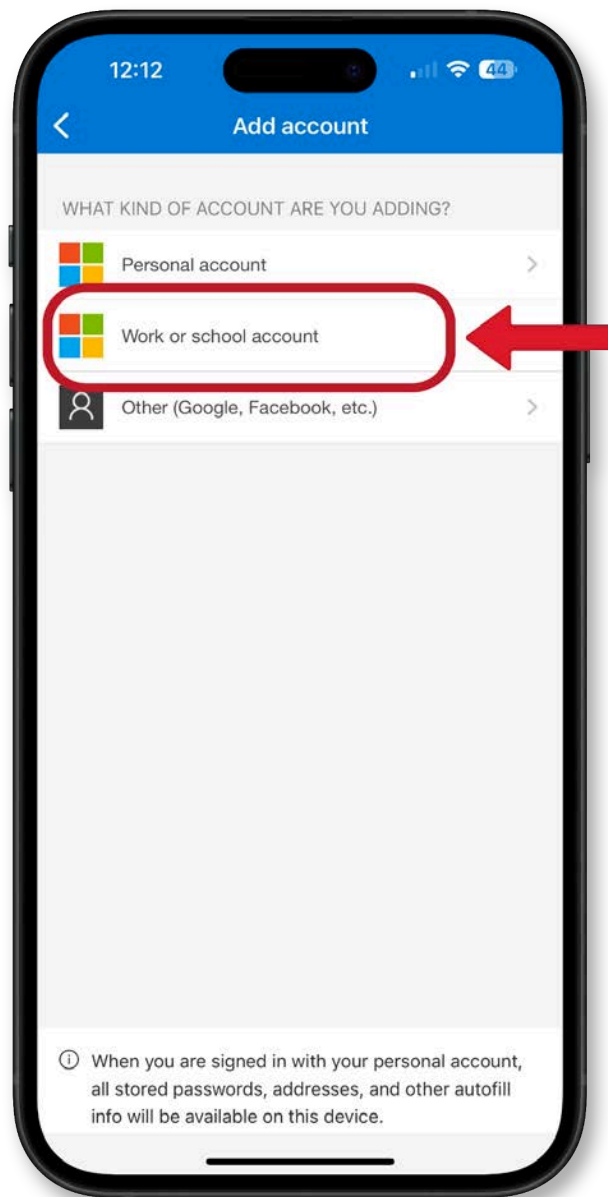 12:12
44
Add account
WHAT KIND OF ACCOUNT ARE YOU ADDING?
Personal account
Work or school account
Other (Google, Facebook, etc.)
When you are signed in with your personal account,
all stored passwords, addresses, and other autofill
info will be available on this device.